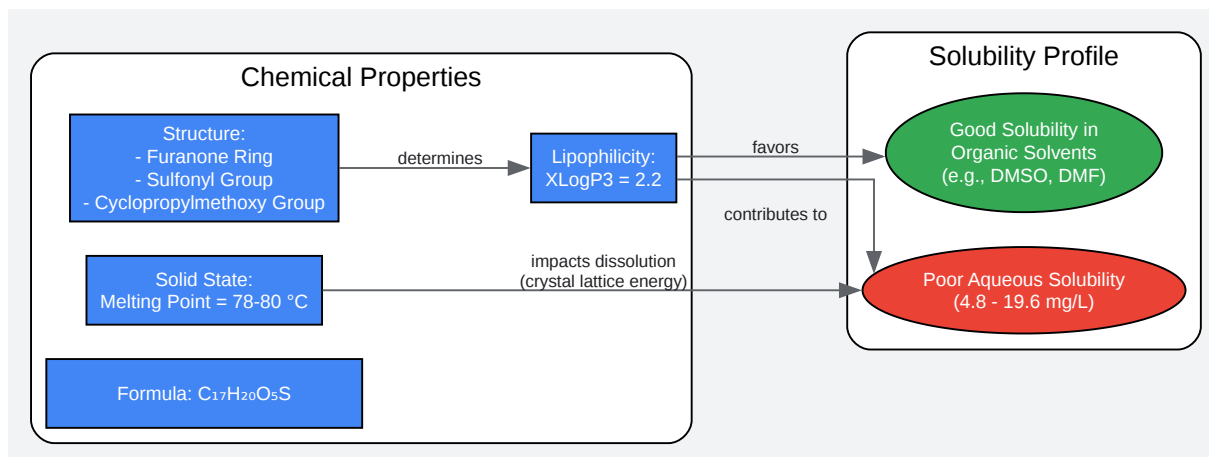 Chemical Properties
Structure:
- Furanone Ring
- Sulfonyl Group
- Cyclopropylmethoxy Group
determines
Lipophilicity:
XLogP3 = 2.2
favors
contributes to
Solid State:
Melting Point = 78-80 °C
impacts dissolution
(crystal lattice energy)
Formula: C₁₇H₂₀O₅S
Solubility Profile
Good Solubility in
Organic Solvents
(e.g., DMSO, DMF)
Poor Aqueous Solubility
(4.8 - 19.6 mg/L)